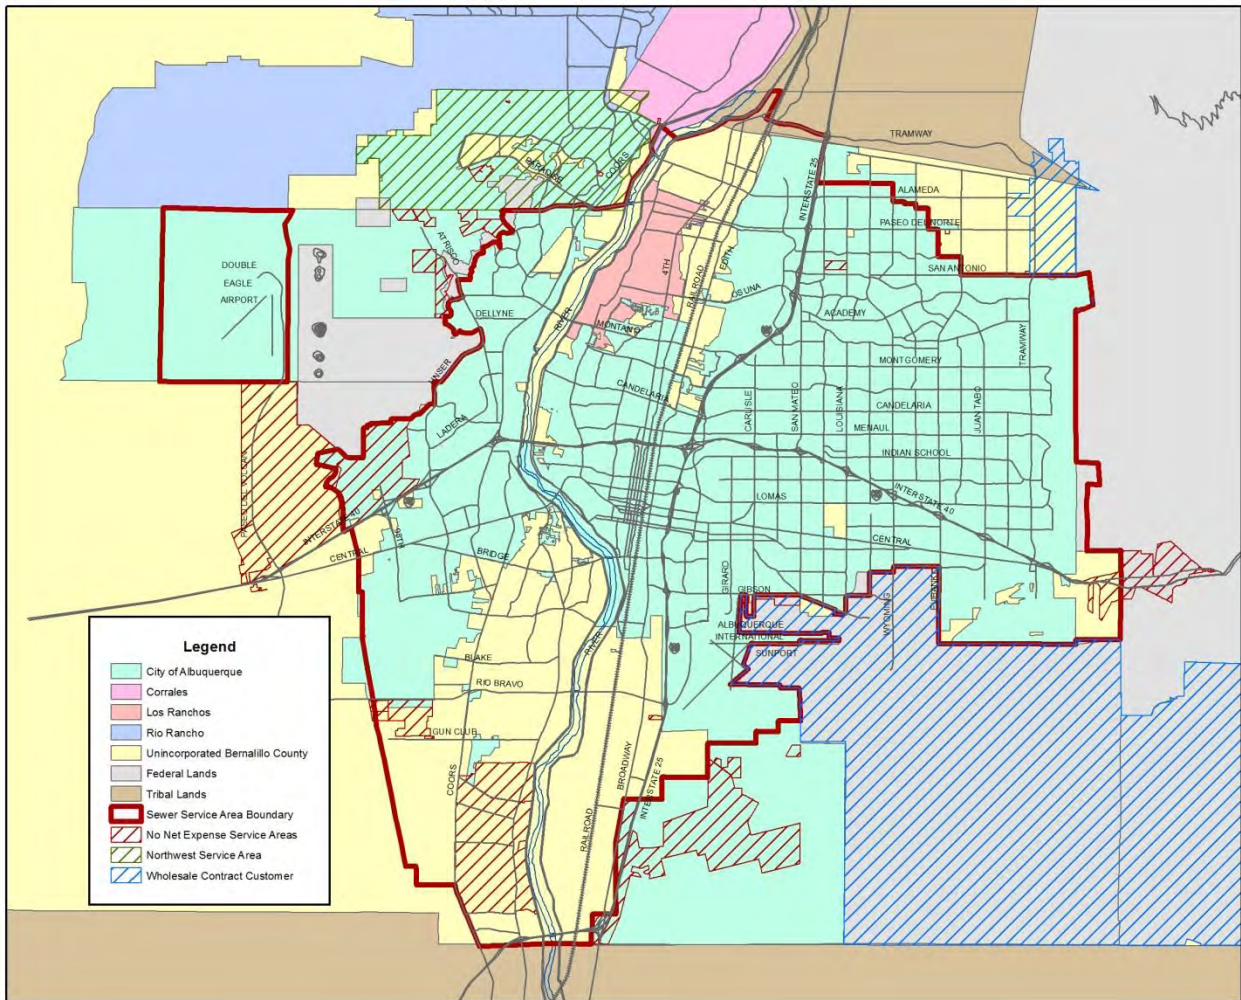 TRAMWAY
COORS
PARADISE
INTERSTATE 25
ALAMEDA
PASEO DEL NORTE
ATRISCO
4TH
EDITH
SAN ANTONIO
DOUBLE
EAGLE
AIRPORT
RAILROAD
OSUNA
DELLYNE
RIVER
MONTANO
ACADEMY
TRAMWAY
MONTGOMERY
UNSER
CANDELARIA
CARLISLE
SAN MATEO
LOUISIANA
CANDELARIA
JUAN TABO
LADERA
MENAUL
INDIAN SCHOOL
LOMAS
INTERSTATE 40
INTERSTATE 40
CENTRAL
98TH
CENTRAL
BRIDGE
GIRARD
GIBSON
WYOMING
EUBANK
ALBUQUERQUE
INTERNATIONAL
SUNPORT
RIVER
BLAKE
RIO BRAVO
GUN CLUB
COORS
BROADWAY
INTERSTATE 25
RAILROAD
Legend
City of Albuquerque
Corrales
Los Ranchos
Rio Rancho
Unincorporated Bernalillo County
Federal Lands
Tribal Lands
Sewer Service Area Boundary
No Net Expense Service Areas
Northwest Service Area
Wholesale Contract Customer